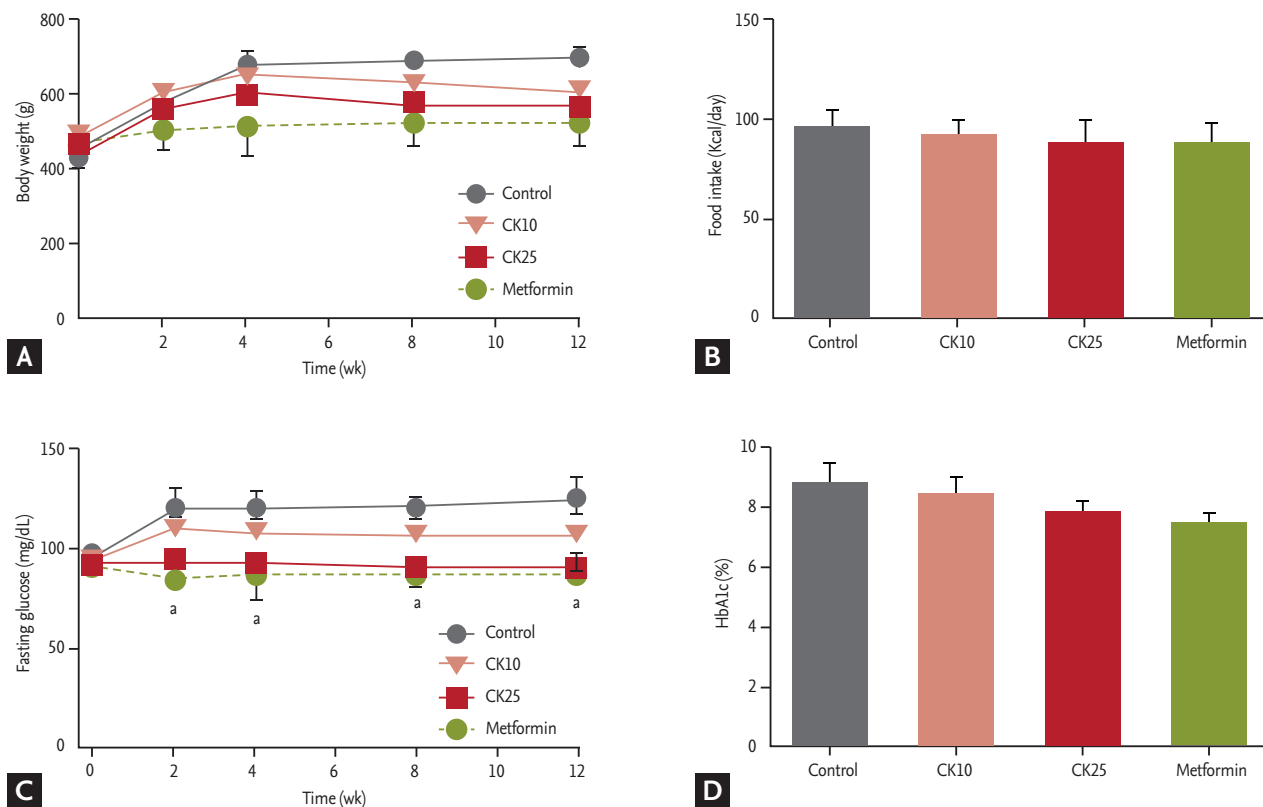 800
600
400
200
0
2
4
6
8
10
12
Body weight (g)
Time (wk)
Control
CK10
CK25
Metformin
A
150
100
50
0
Food intake (Kcal/day)
Control
CK10
CK25
Metformin
B
150
100
50
0
0
2
4
6
8
10
12
Fasting glucose (mg/dL)
Time (wk)
a
a
a
a
Control
CK10
CK25
Metformin
C
10
8
6
4
2
0
HbA1c (%)
Control
CK10
CK25
Metformin
D